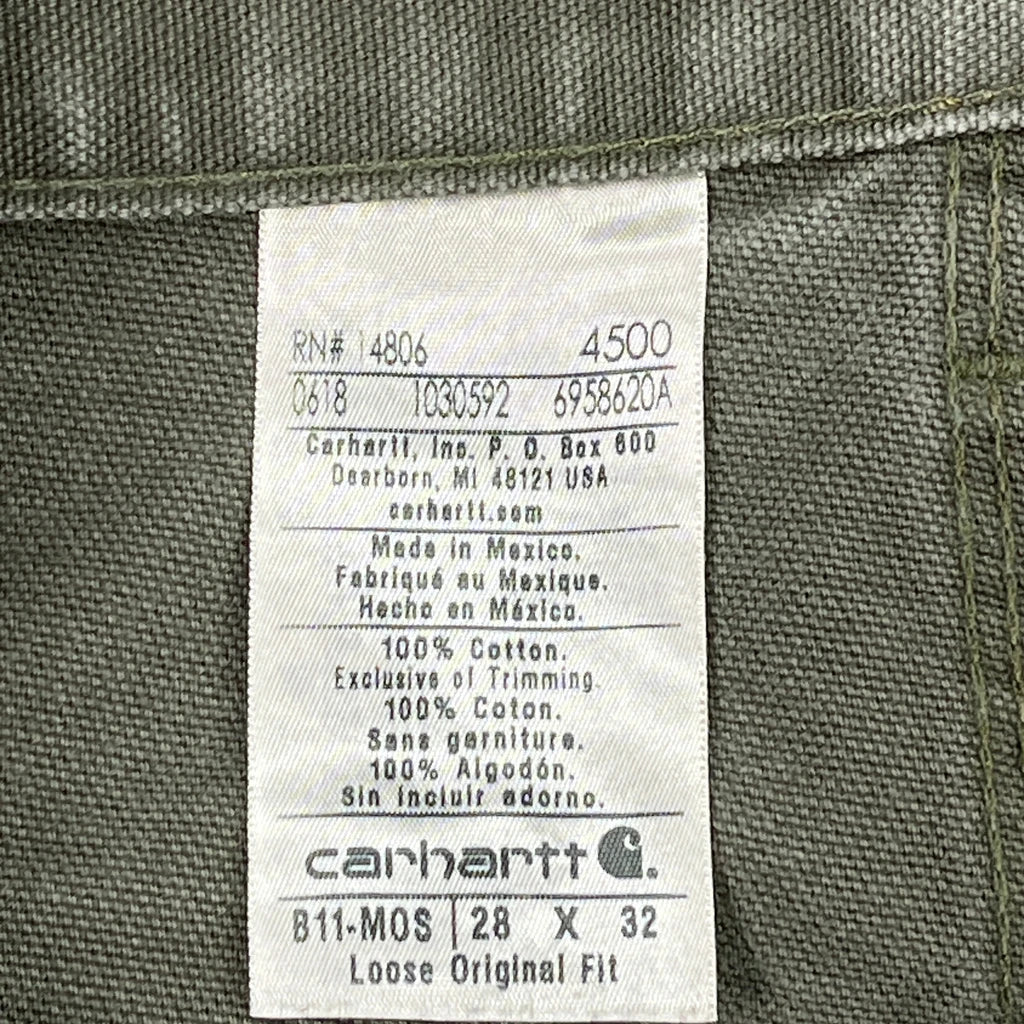 RN# 14806 4500
0618 1030592 6958620A
Carhartt, Inc. P. O. Box 600
Dearborn, MI 48121 USA
carhartt.com
Made in Mexico.
Fabriqué au Mexique.
Hecho en México.
100% Cotton.
Exclusive of Trimming.
100% Coton.
Sans garniture.
100% Algodón.
Sin incluir adorno.
carhartt
B11-MOS 28 X 32
Loose Original Fit